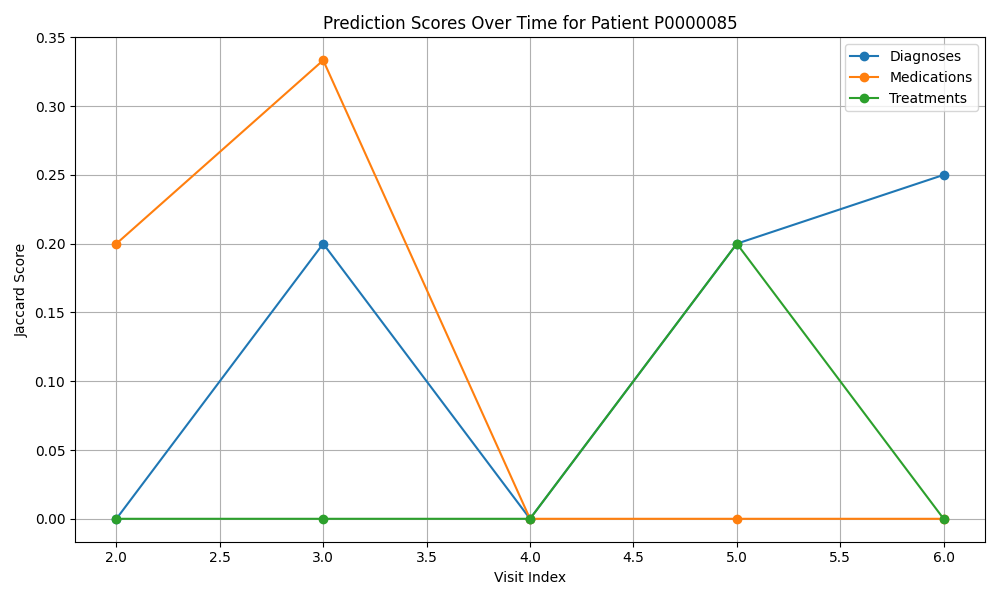 Prediction Scores Over Time for Patient P0000085
Diagnoses
Medications
Treatments
Jaccard Score
0.35
0.30
0.25
0.20
0.15
0.10
0.05
0.00
2.0 2.5 3.0 3.5 4.0 4.5 5.0 5.5 6.0
Visit Index